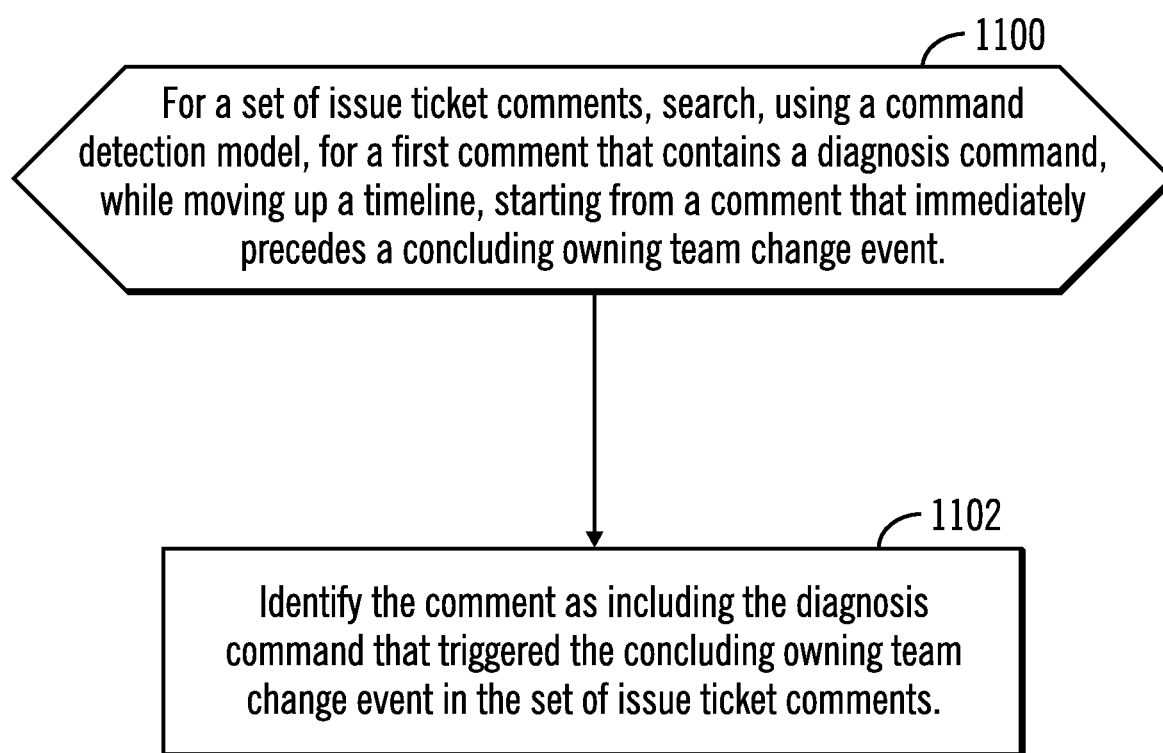 1100
For a set of issue ticket comments, search, using a command
detection model, for a first comment that contains a diagnosis command,
while moving up a timeline, starting from a comment that immediately
precedes a concluding owning team change event.
1102
Identify the comment as including the diagnosis
command that triggered the concluding owning team
change event in the set of issue ticket comments.